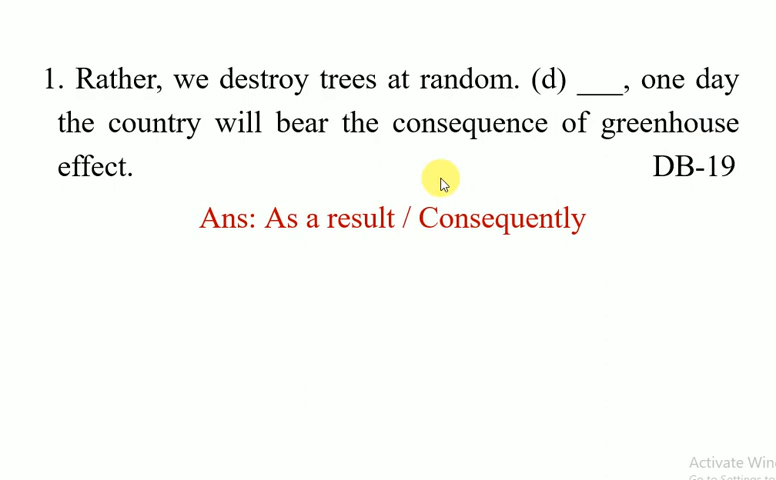 1. Rather, we destroy trees at random. (d) ___, one day
the country will bear the consequence of greenhouse
effect. DB-19
Ans: As a result / Consequently
Activate Win